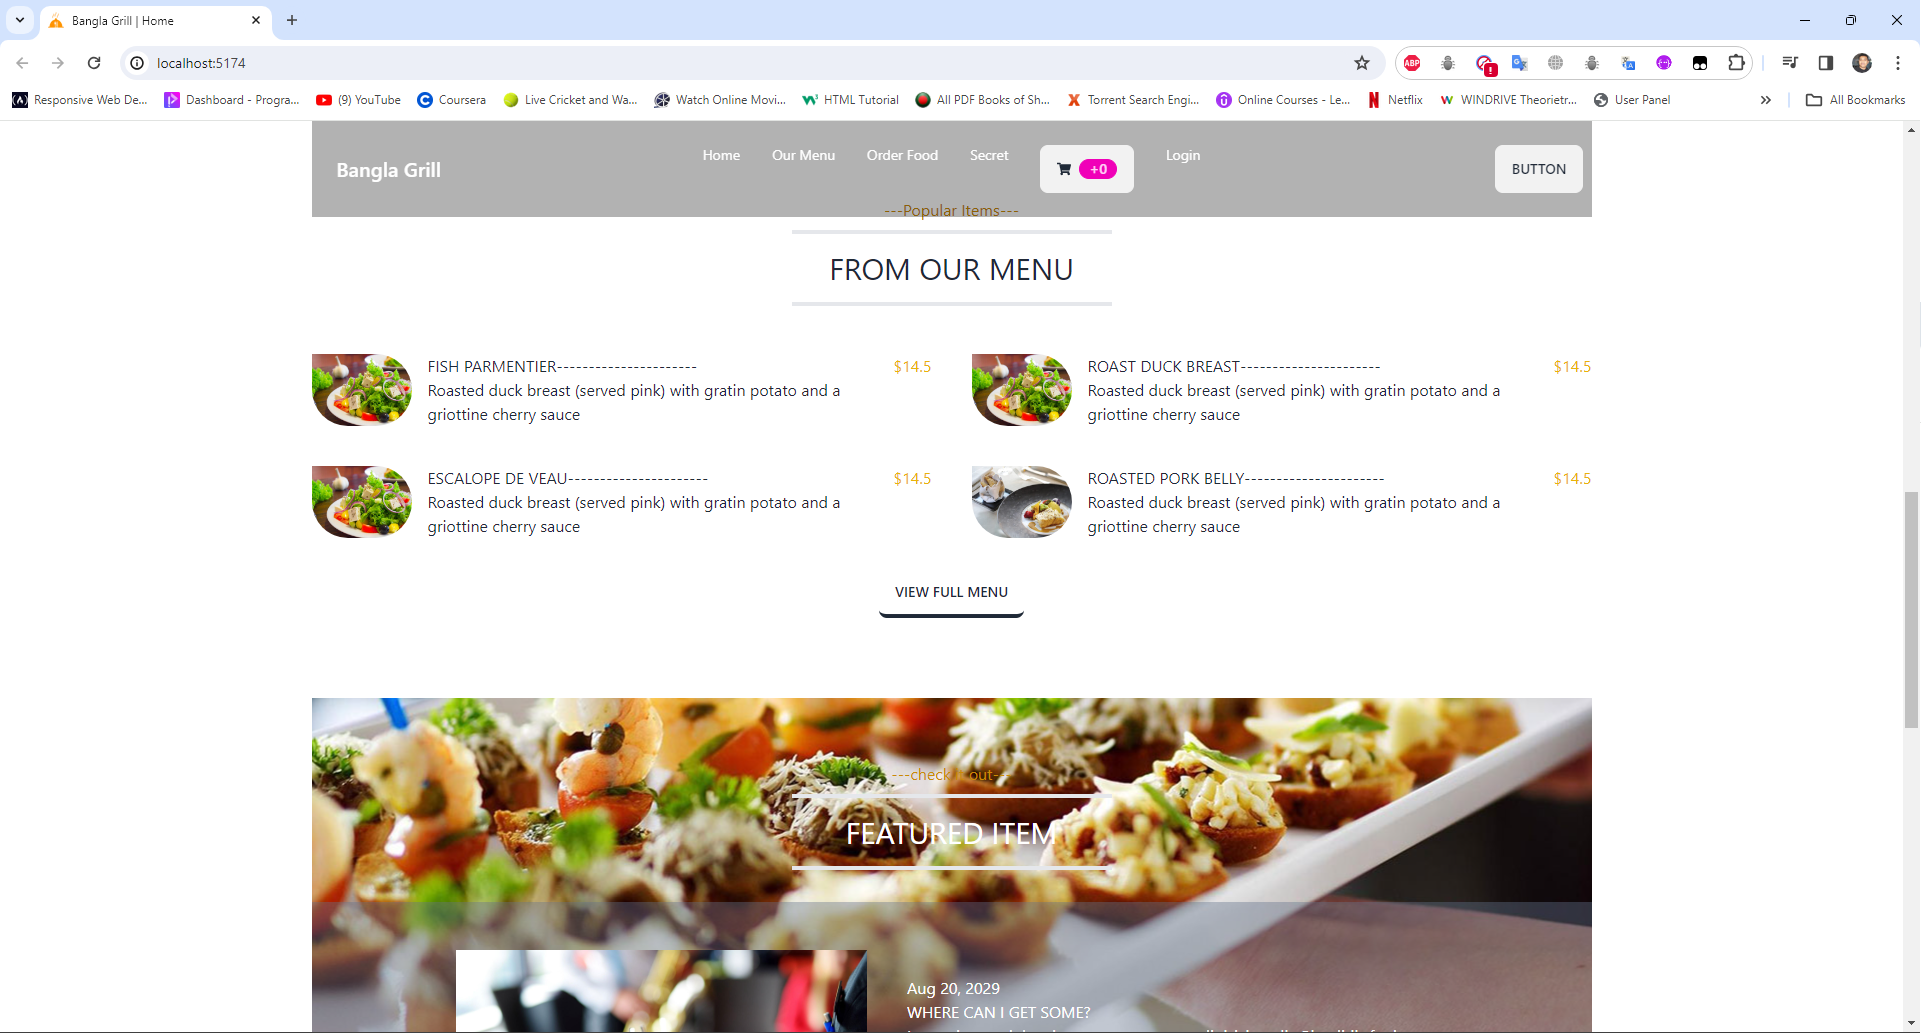 Bangla Grill | Home
localhost:5174
ABP
Responsive Web De...
Dashboard - Progra...
(9) YouTube
Coursera
Live Cricket and Wa...
Watch Online Movi...
HTML Tutorial
All PDF Books of Sh...
Torrent Search Engi...
Online Courses - Le...
Netflix
WINDRIVE Theorietr...
User Panel
All Bookmarks
Bangla Grill
Home
Our Menu
Order Food
Secret
+0
Login
BUTTON
---Popular Items---
FROM OUR MENU
FISH PARMENTIER----------------------
$14.5
Roasted duck breast (served pink) with gratin potato and a
griottine cherry sauce
ROAST DUCK BREAST----------------------
$14.5
Roasted duck breast (served pink) with gratin potato and a
griottine cherry sauce
ESCALOPE DE VEAU----------------------
$14.5
Roasted duck breast (served pink) with gratin potato and a
griottine cherry sauce
ROASTED PORK BELLY----------------------
$14.5
Roasted duck breast (served pink) with gratin potato and a
griottine cherry sauce
VIEW FULL MENU
---check it out---
FEATURED ITEM
Aug 20, 2029
WHERE CAN I GET SOME?